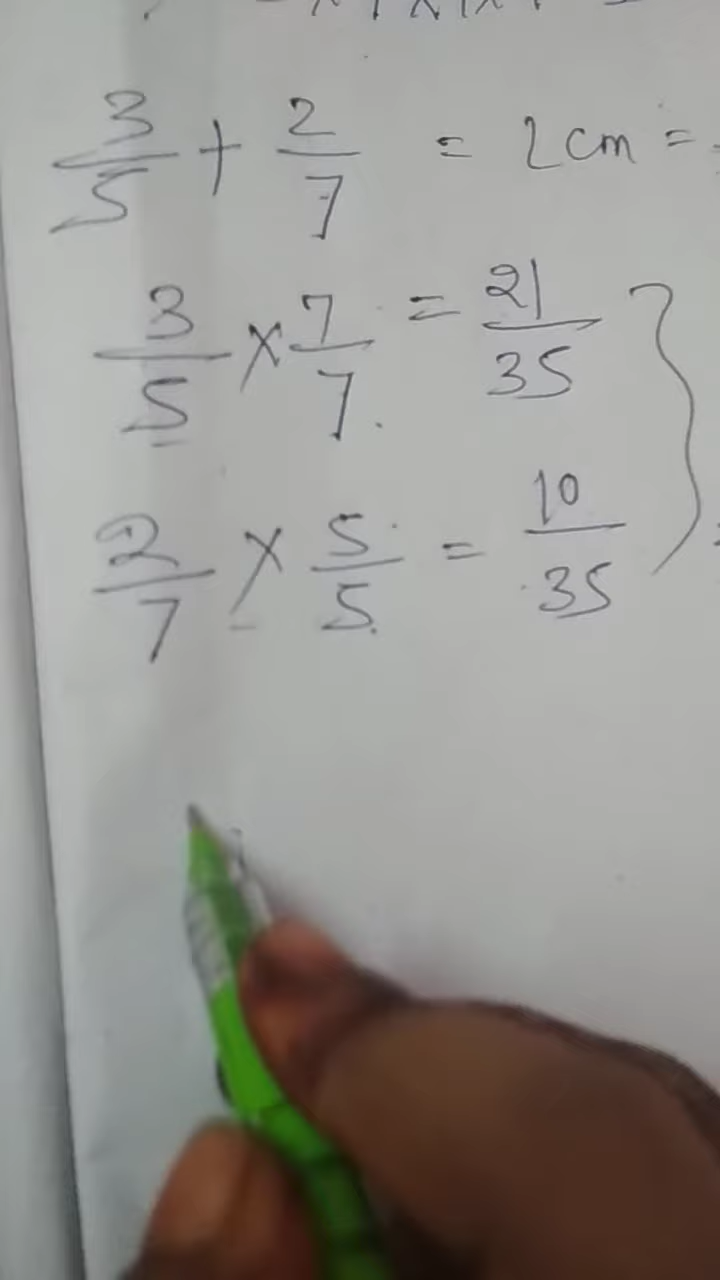 3/5 + 2/7 = LCM =
3/5 × 7/7 = 21/35 }
2/7 × 5/5 = 10/35